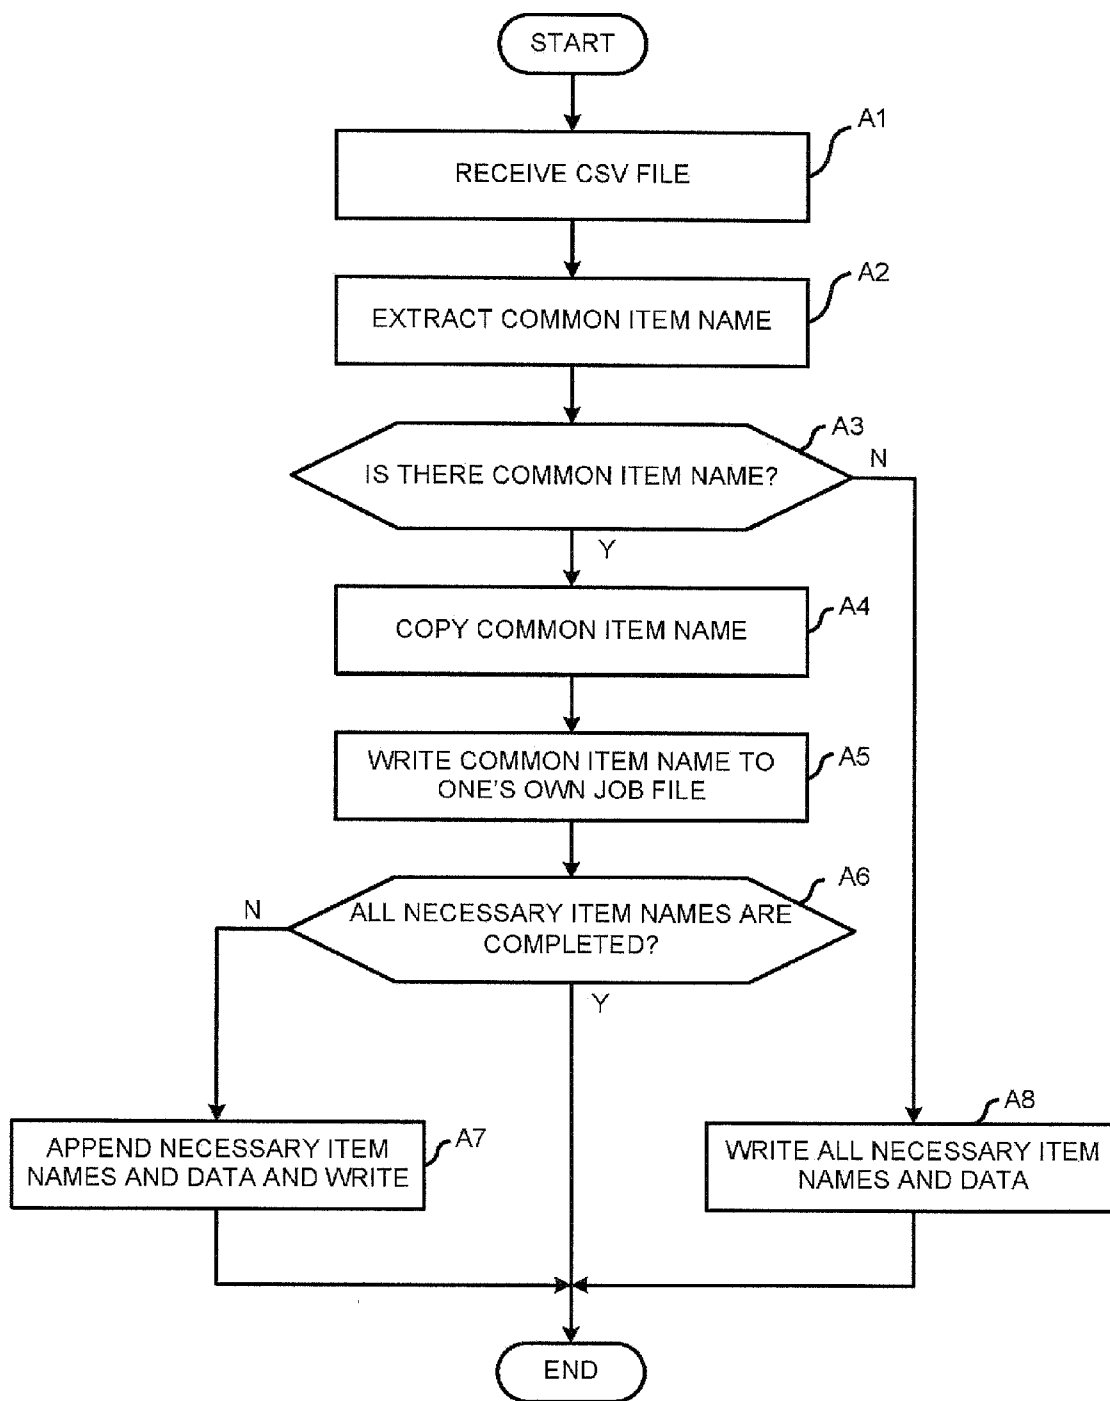 START
A1
RECEIVE CSV FILE
A2
EXTRACT COMMON ITEM NAME
A3
IS THERE COMMON ITEM NAME?
N
Y
A4
COPY COMMON ITEM NAME
A5
WRITE COMMON ITEM NAME TO
ONE'S OWN JOB FILE
A6
N
ALL NECESSARY ITEM NAMES ARE
COMPLETED?
Y
A7
APPEND NECESSARY ITEM
NAMES AND DATA AND WRITE
A8
WRITE ALL NECESSARY ITEM
NAMES AND DATA
END